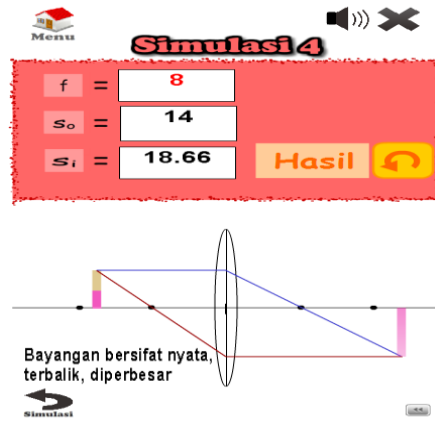 Menu
Simulasi 4
f = 8
So = 14
Si = 18.66
Hasil
Bayangan bersifat nyata,
terbalik, diperbesar
Simulasi